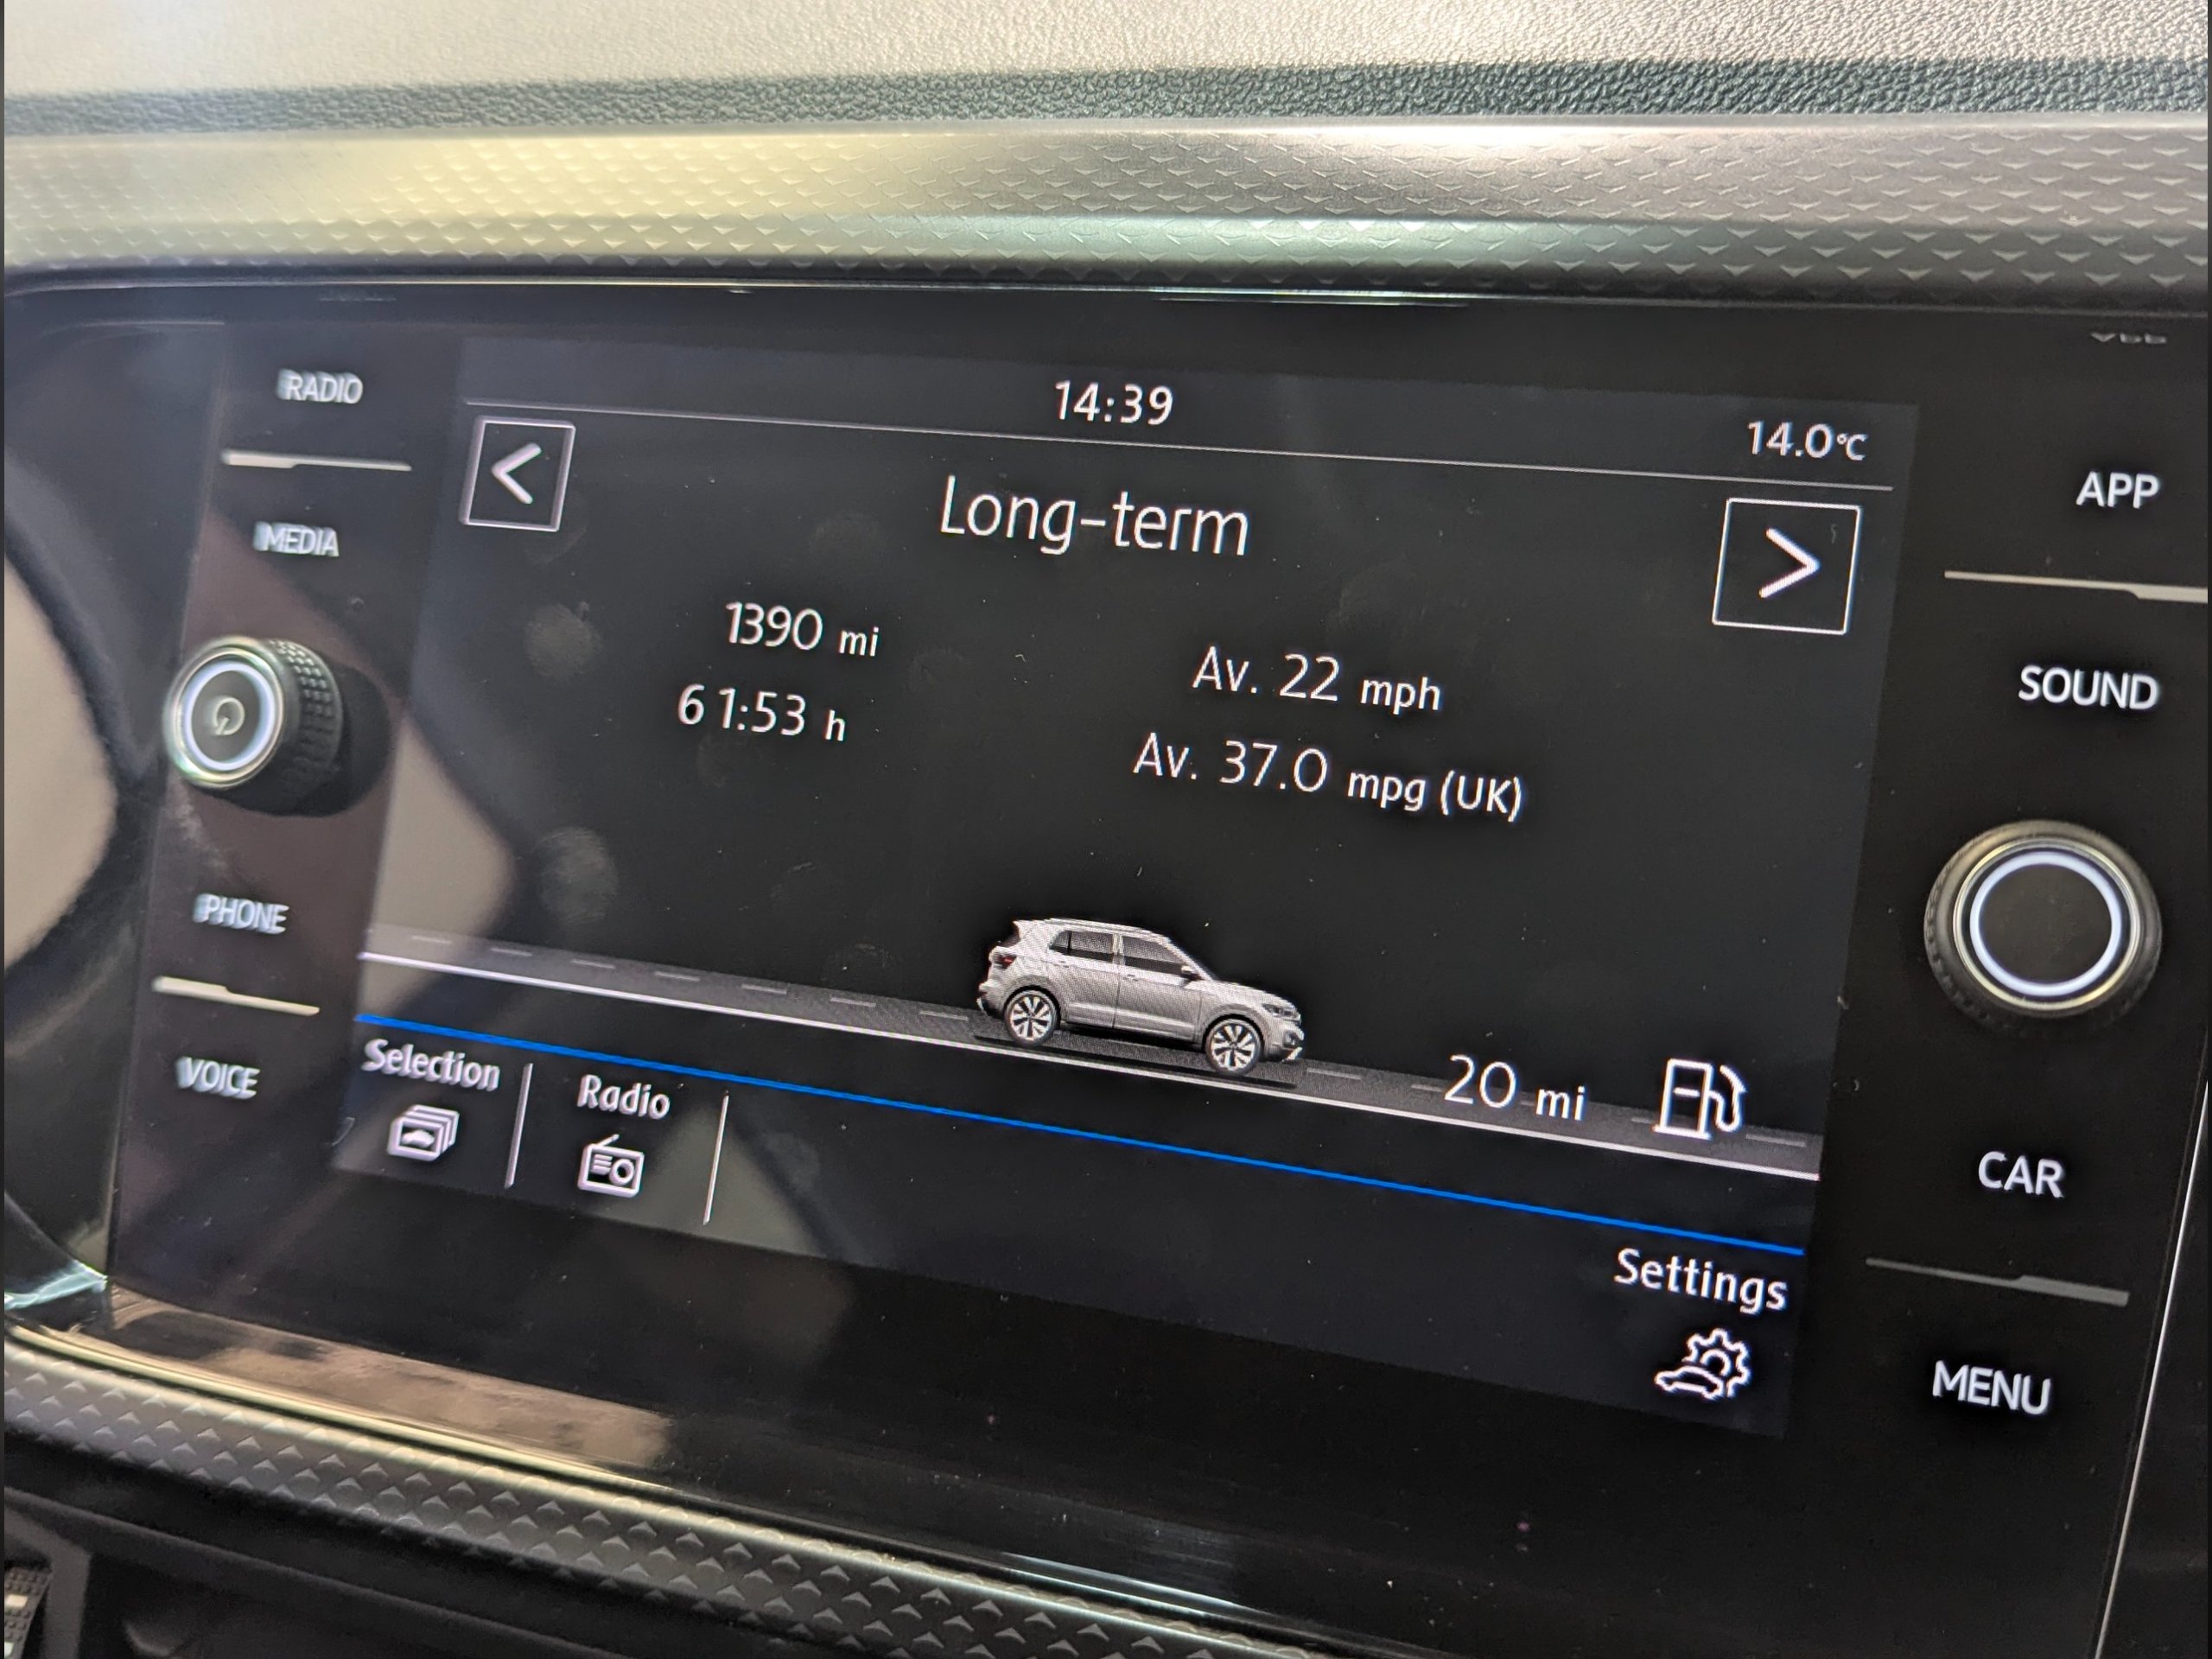 RADIO
MEDIA
PHONE
VOICE
14:39
14.0°C
Long-term
1390 mi
61:53 h
Av. 22 mph
Av. 37.0 mpg (UK)
20 mi
Selection
Radio
Settings
APP
SOUND
CAR
MENU